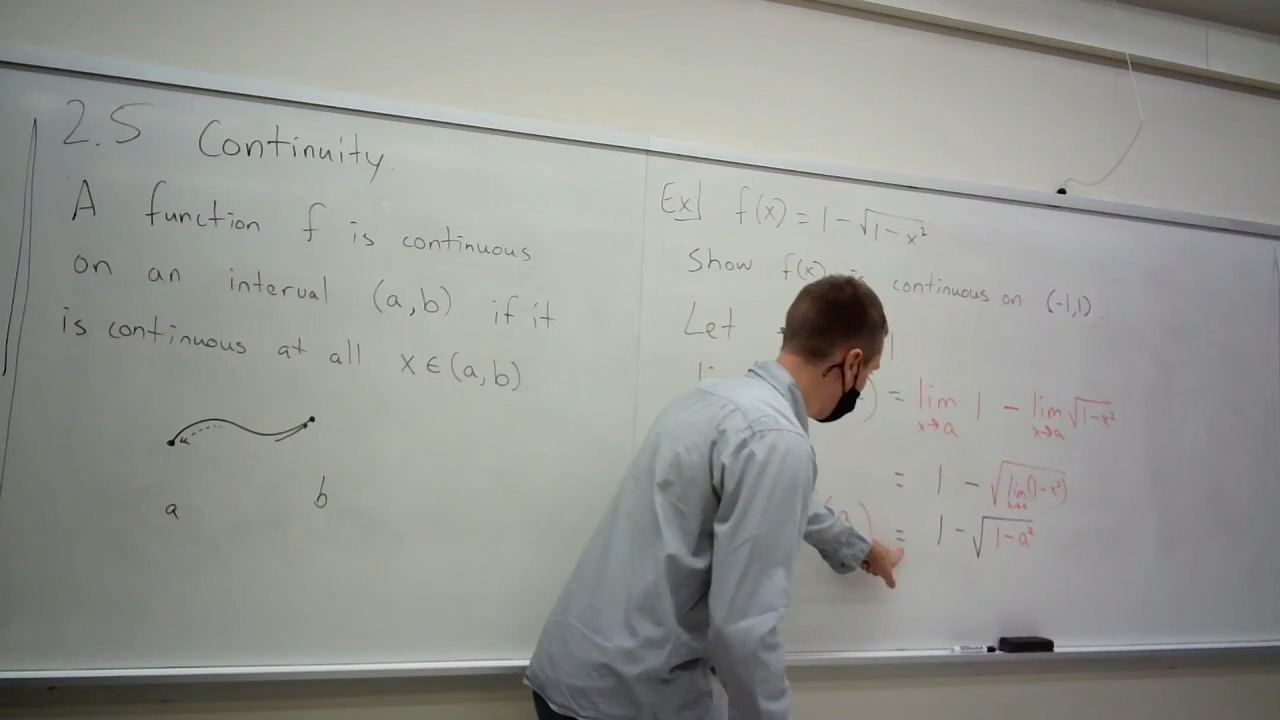 2.5 Continuity.
A function f is continuous
on an interval (a,b) if it
is continuous at all x ∈ (a,b)
a
b
Ex] f(x) = 1 - √(1-x²)
Show f(x) continuous on (-1,1).
Let 1.
) = lim x→a 1 - lim x→a √(1-x²)
= 1 - √(lim x→a (1-x²))
(a) = 1 - √(1-a²)